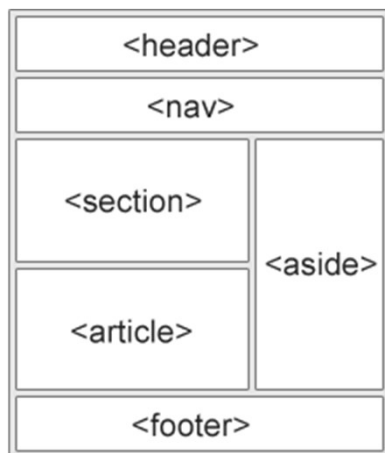 <header>
<nav>
<section>
<aside>
<article>
<footer>